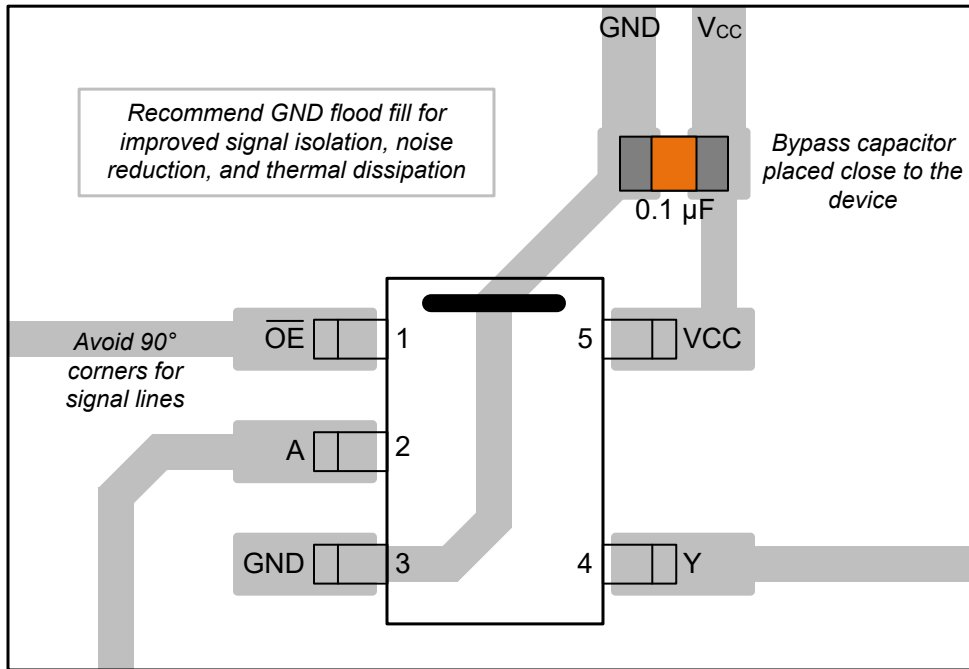 GND
Vcc
Recommend GND flood fill for
improved signal isolation, noise
reduction, and thermal dissipation
Bypass capacitor
placed close to the
device
0.1 µF
Avoid 90°
corners for
signal lines
O̅E̅
1
5
VCC
A
2
GND
3
4
Y